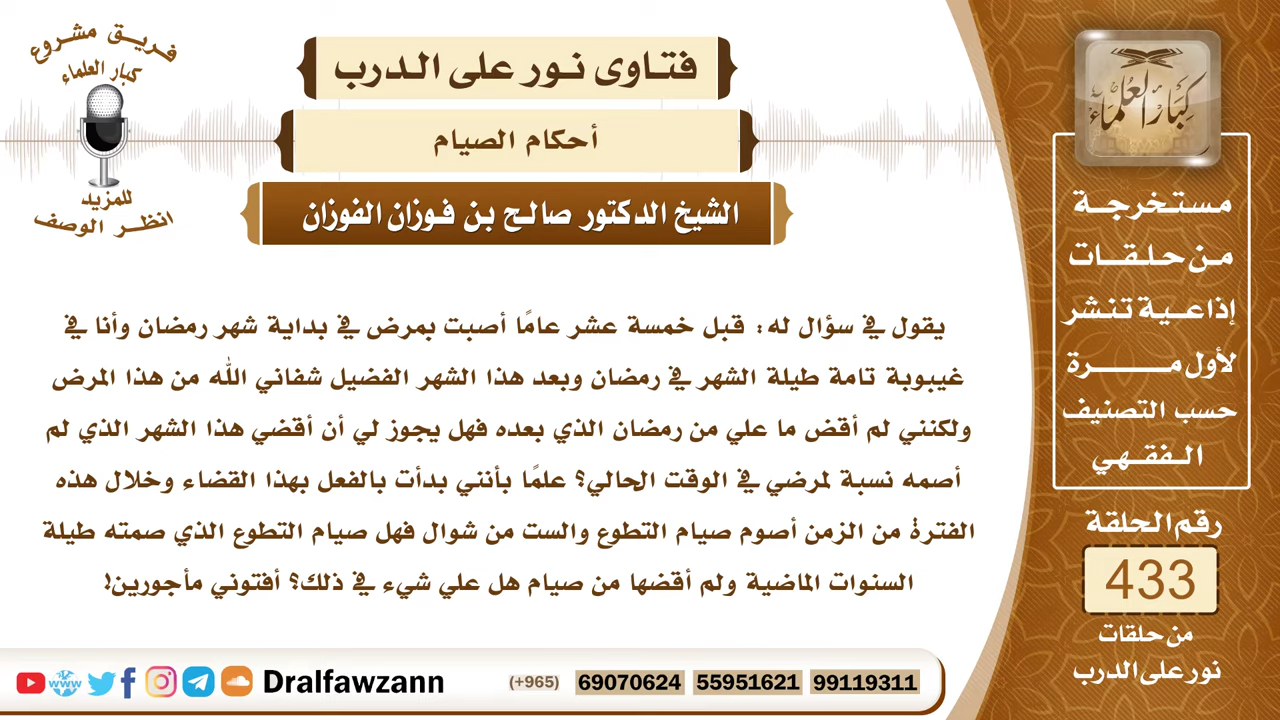 فريق مشروع
كبار العلماء
للمزيد
انظر الوصف
فتاوى نور على الدرب
أحكام الصيام
الشيخ الدكتور صالح بن فوزان الفوزان
يقول في سؤال له: قبل خمسة عشر عامًا أصبت بمرض في بداية شهر رمضان وأنا في
غيبوبة تامة طيلة الشهر في رمضان وبعد هذا الشهر الفضيل شفاني الله من هذا المرض
ولكنني لم أقض ما علي من رمضان الذي بعده فهل يجوز لي أن أقضي هذا الشهر الذي لم
أصمه نسبة لمرضي في الوقت الحالي؟ علمًا بأنني بدأت بالفعل بهذا القضاء وخلال هذه
الفترة من الزمن أصوم صيام التطوع والست من شوال فهل صيام التطوع الذي صمته طيلة
السنوات الماضية ولم أقضها من صيام هل علي شيء في ذلك؟ أفتوني مأجورين!
كبار العلماء
مستخرجة
من حلقات
إذاعية تنشر
لأول مرة
حسب التصنيف
الفقهي
رقم الحلقة
433
من حلقات
نور على الدرب
www
Dralfawzann
(+965) 69070624 55951621 99119311